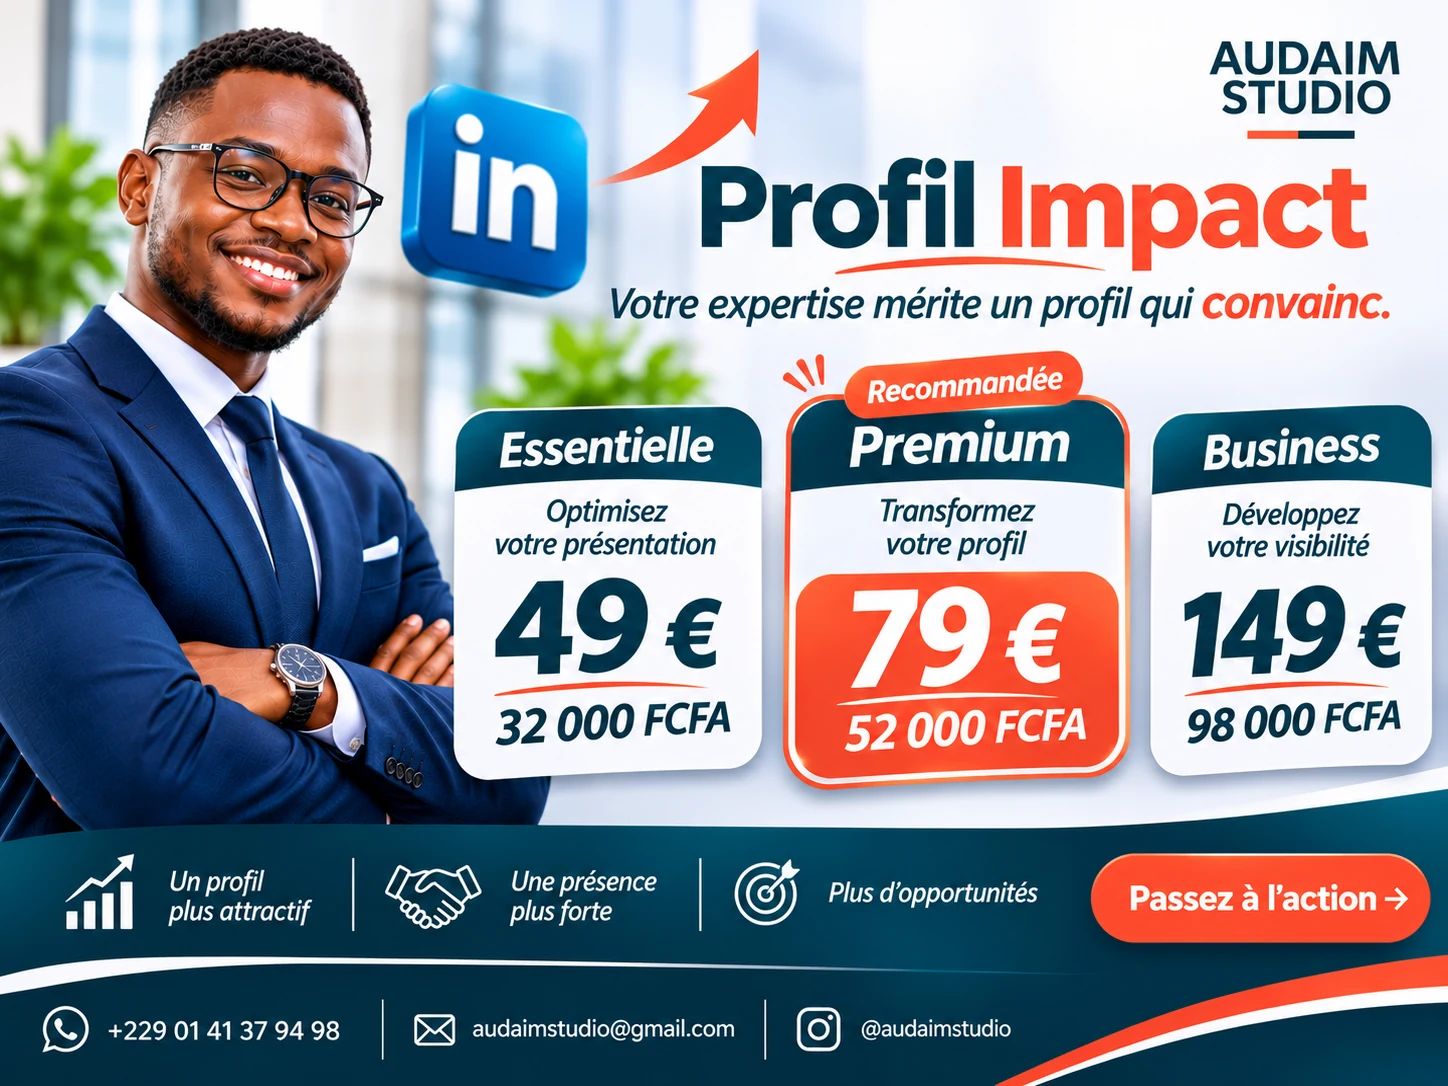 AUDAIM
STUDIO
in
Profil Impact
Votre expertise mérite un profil qui convainc.
Essentielle
Optimisez
votre présentation
49 €
32 000 FCFA
Recommandée
Premium
Transformez
votre profil
79 €
52 000 FCFA
Business
Développez
votre visibilité
149 €
98 000 FCFA
Un profil
plus attractif
Une présence
plus forte
Plus d'opportunités
Passez à l'action →
+229 01 41 37 94 98
audaimstudio@gmail.com
@audaimstudio